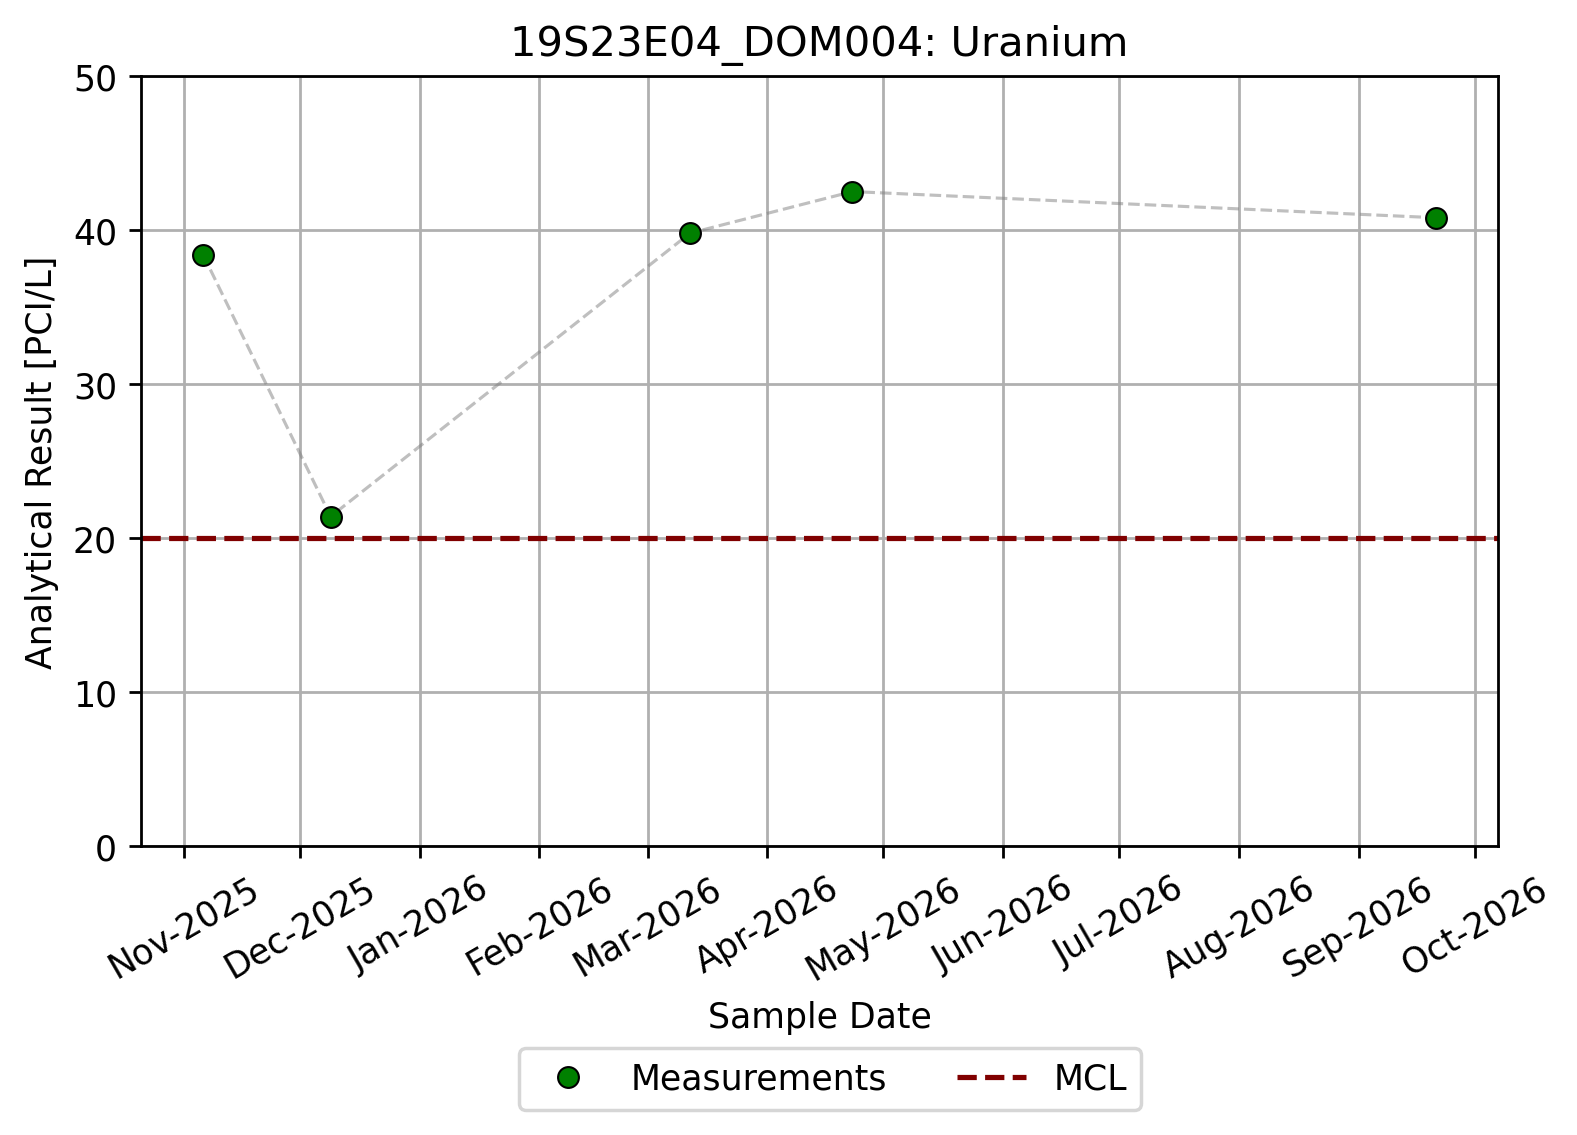 19S23E04_DOM004: Uranium
Analytical Result [PCI/L]
50
40
30
20
10
0
Nov-2025
Dec-2025
Jan-2026
Feb-2026
Mar-2026
Apr-2026
May-2026
Jun-2026
Jul-2026
Aug-2026
Sep-2026
Oct-2026
Sample Date
Measurements
MCL